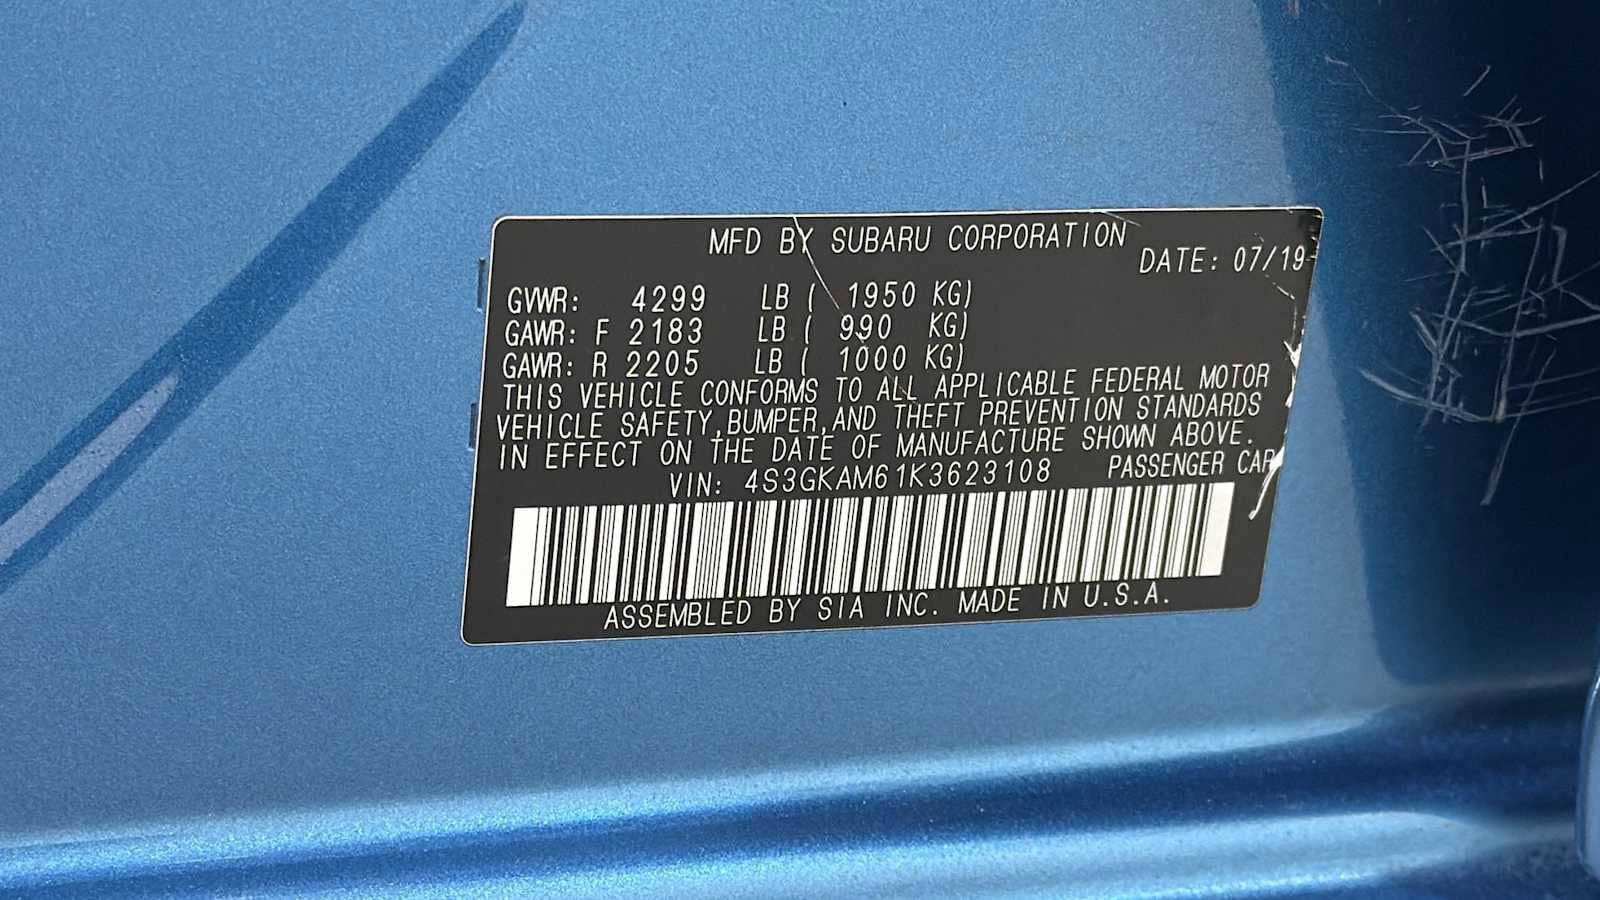 MFD BY SUBARU CORPORATION
DATE: 07/19
GVWR: 4299 LB ( 1950 KG)
GAWR: F 2183 LB ( 990 KG)
GAWR: R 2205 LB ( 1000 KG)
THIS VEHICLE CONFORMS TO ALL APPLICABLE FEDERAL MOTOR
VEHICLE SAFETY,BUMPER,AND THEFT PREVENTION STANDARDS
IN EFFECT ON THE DATE OF MANUFACTURE SHOWN ABOVE.
VIN: 4S3GKAM61K3623108 PASSENGER CAR
ASSEMBLED BY SIA INC. MADE IN U.S.A.